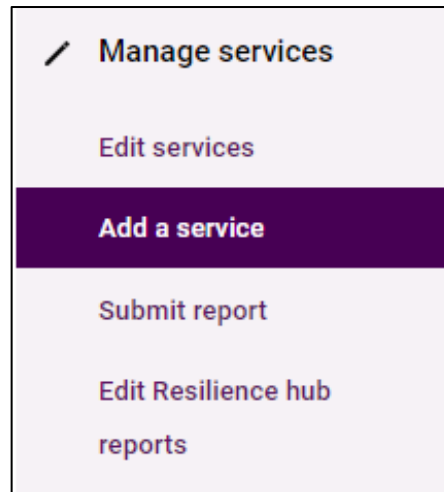 Manage services
Edit services
Add a service
Submit report
Edit Resilience hub
reports